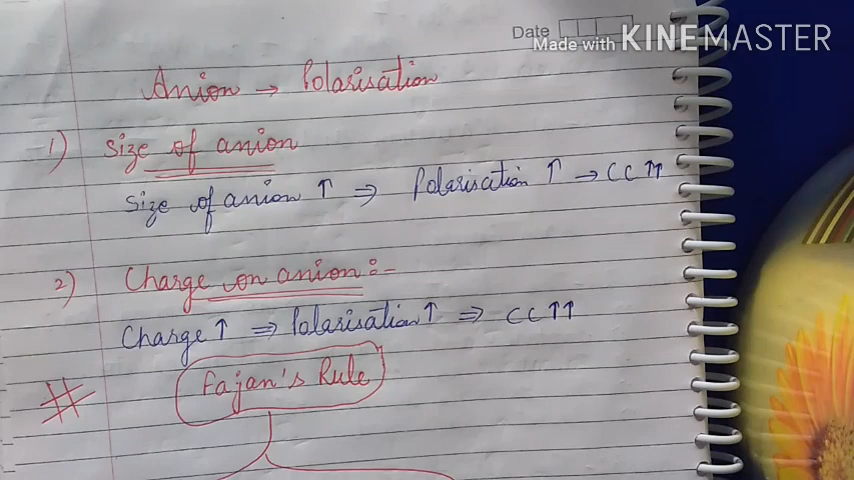 Date
Made with KINEMASTER
Anion → Polarisation
1) Size of anion
Size of anion ↑ ⇒ Polarisation ↑ → CC ↑↑
2) Charge on anion :-
Charge ↑ ⇒ Polarisation ↑ ⇒ CC ↑↑
# Fajan's Rule